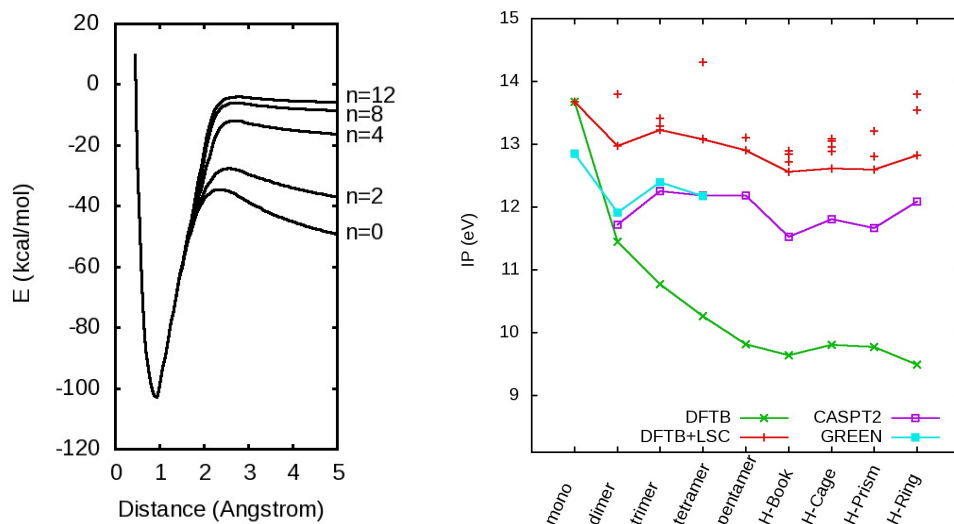 20
0
-20
-40
-60
-80
-100
-120
E (kcal/mol)
n=12
n=8
n=4
n=2
n=0
0 1 2 3 4 5
Distance (Angstrom)
15
14
13
12
11
10
9
IP (eV)
DFTB CASPT2
DFTB+LSC GREEN
mono
dimer
trimer
tetramer
pentamer
H-Book
H-Cage
H-Prism
H-Ring